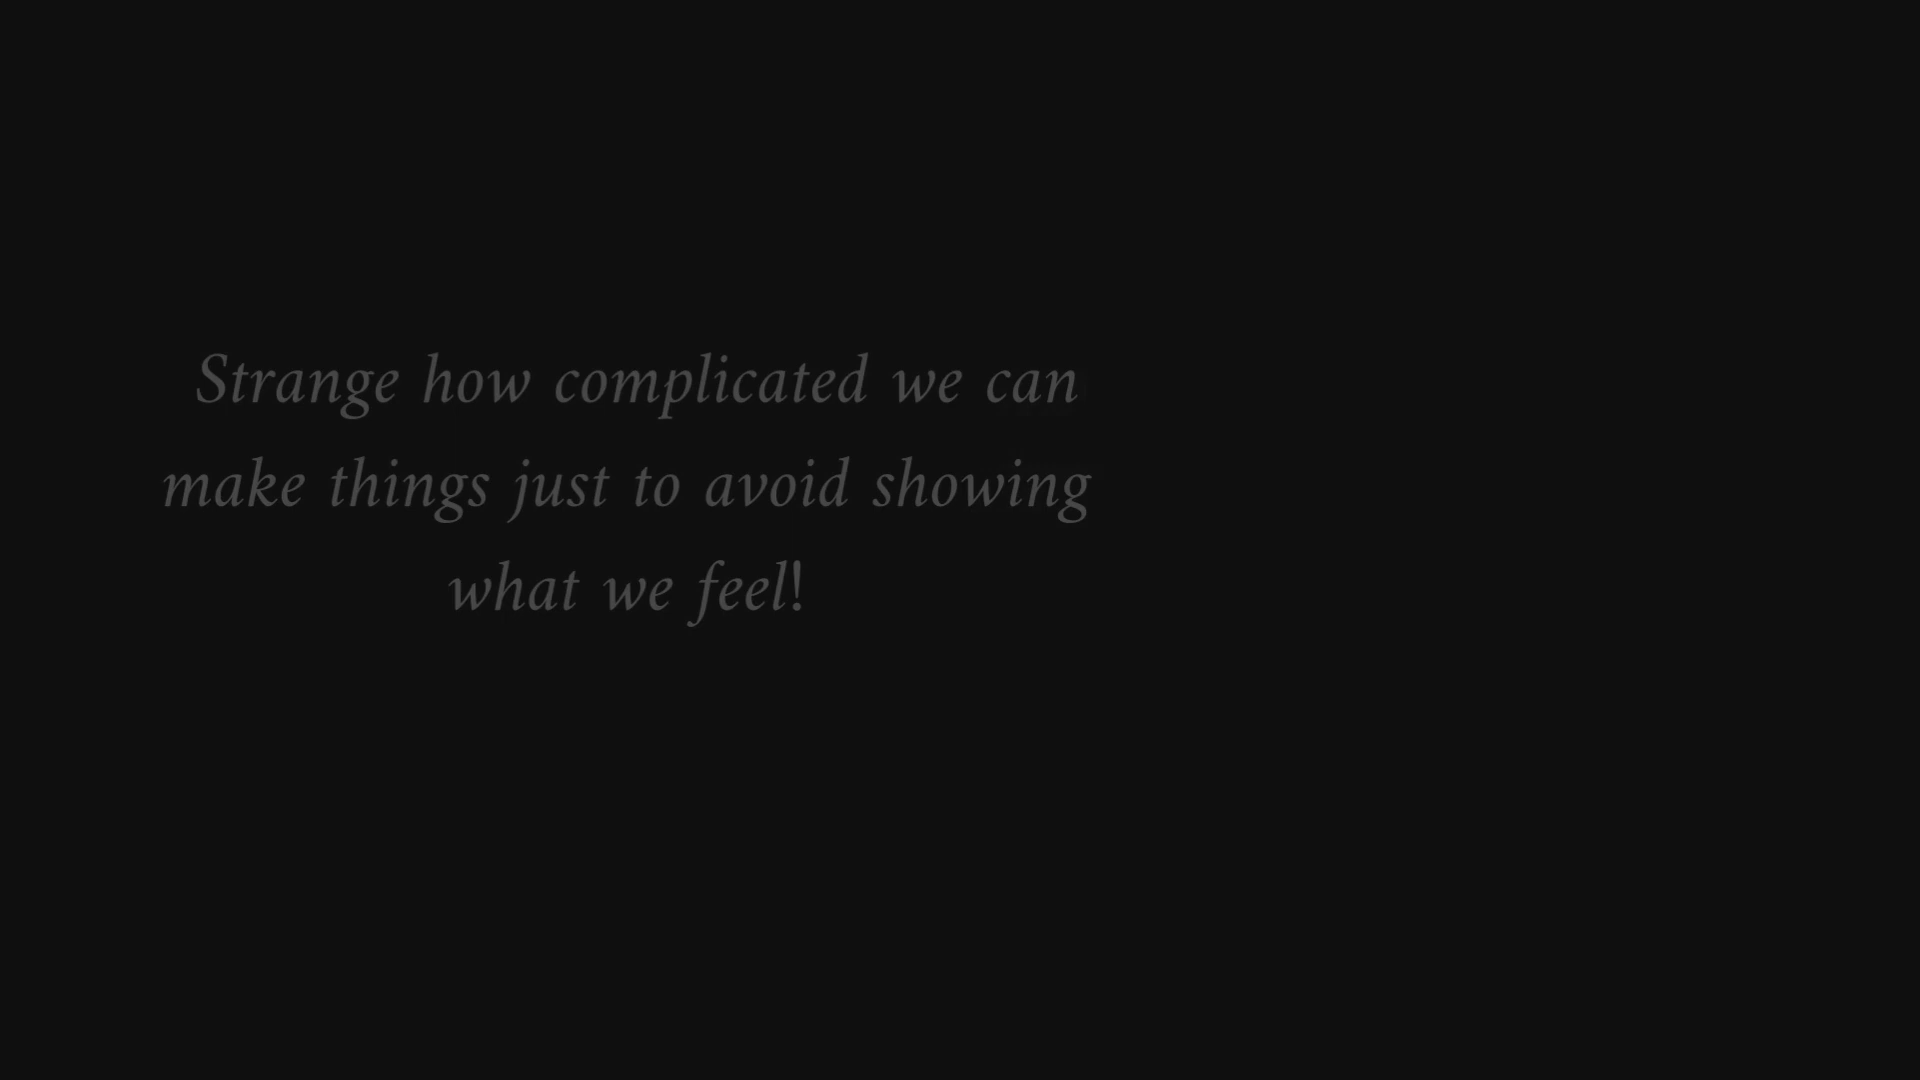 Strange how complicated we can
make things just to avoid showing
what we feel!